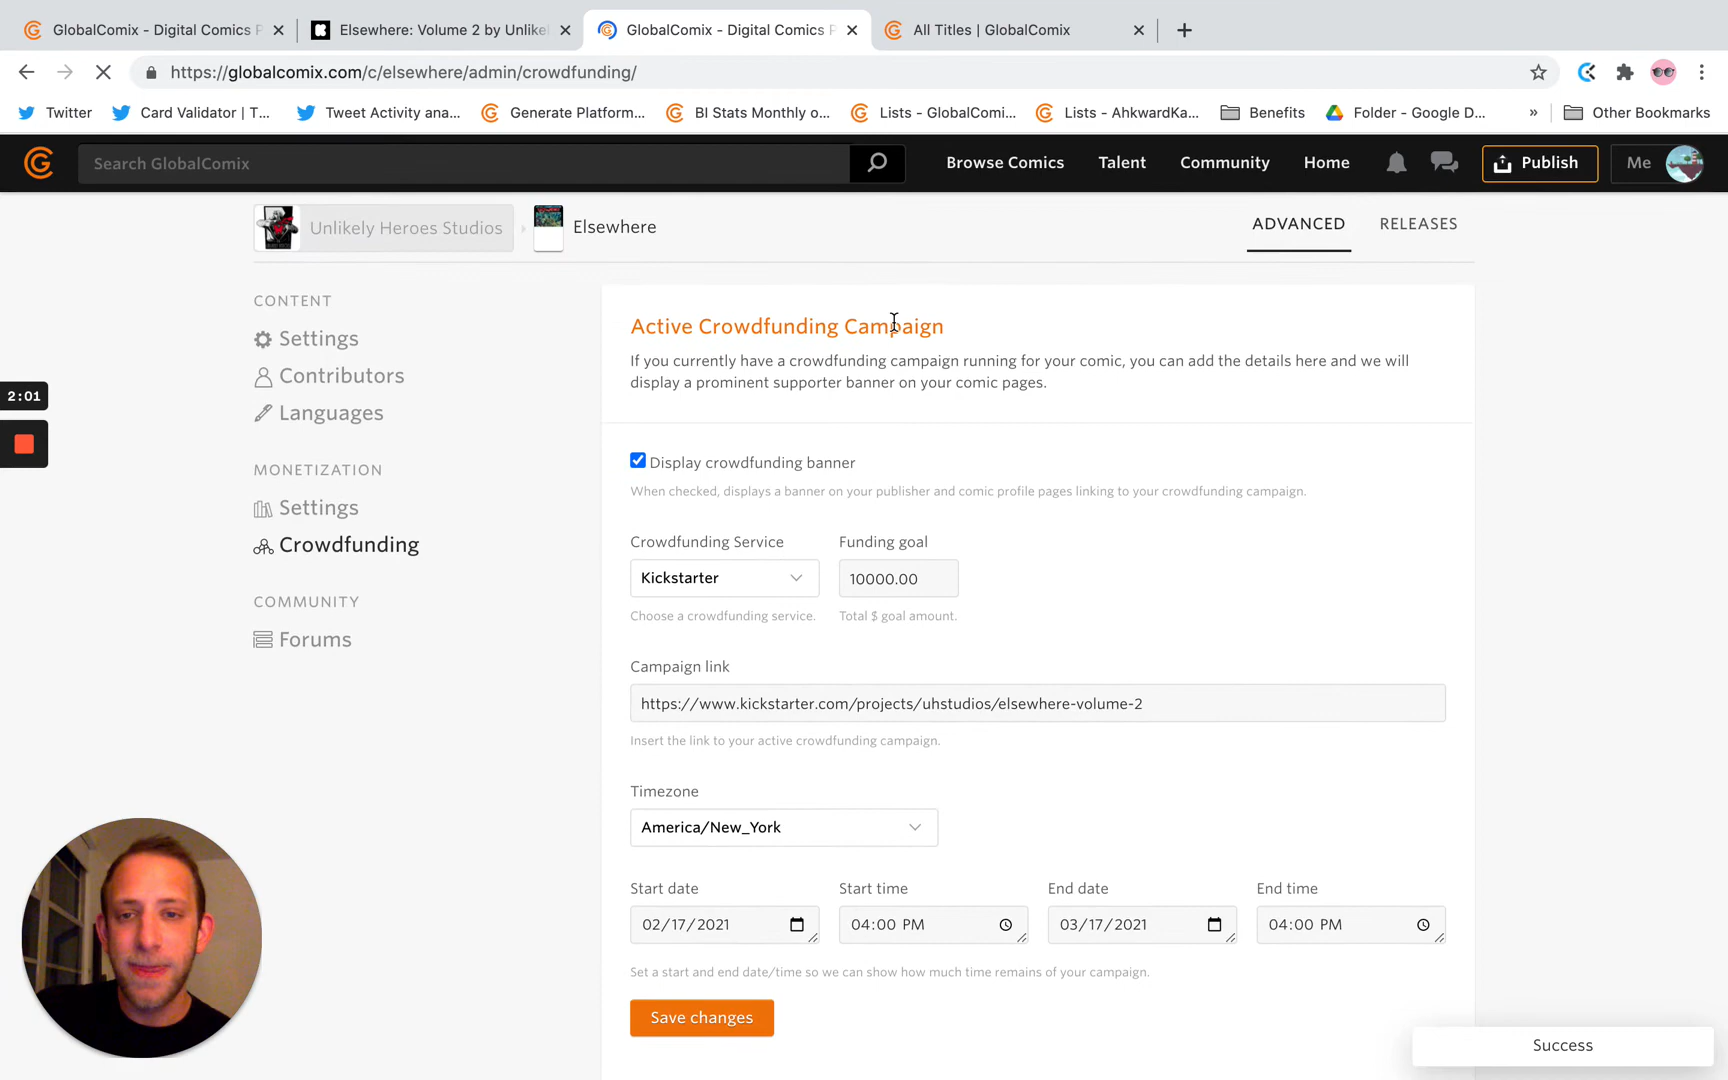 GlobalComix - Digital Comics P
Elsewhere: Volume 2 by Unlike
GlobalComix - Digital Comics P
All Titles | GlobalComix
https://globalcomix.com/c/elsewhere/admin/crowdfunding/
Twitter
Card Validator | T...
Tweet Activity ana...
Generate Platform...
BI Stats Monthly o...
Lists - GlobalComi...
Lists - AhkwardKa...
Benefits
Folder - Google D...
»
Other Bookmarks
Search GlobalComix
Browse Comics
Talent
Community
Home
Publish
Me
Unlikely Heroes Studios
Elsewhere
ADVANCED
RELEASES
CONTENT
Settings
Contributors
Languages
MONETIZATION
Settings
Crowdfunding
COMMUNITY
Forums
2:01
Active Crowdfunding Campaign
If you currently have a crowdfunding campaign running for your comic, you can add the details here and we will
display a prominent supporter banner on your comic pages.
Display crowdfunding banner
When checked, displays a banner on your publisher and comic profile pages linking to your crowdfunding campaign.
Crowdfunding Service
Funding goal
Kickstarter
10000.00
Choose a crowdfunding service.
Total $ goal amount.
Campaign link
https://www.kickstarter.com/projects/uhstudios/elsewhere-volume-2
Insert the link to your active crowdfunding campaign.
Timezone
America/New_York
Start date
Start time
End date
End time
02/17/2021
04:00 PM
03/17/2021
04:00 PM
Set a start and end date/time so we can show how much time remains of your campaign.
Save changes
Success